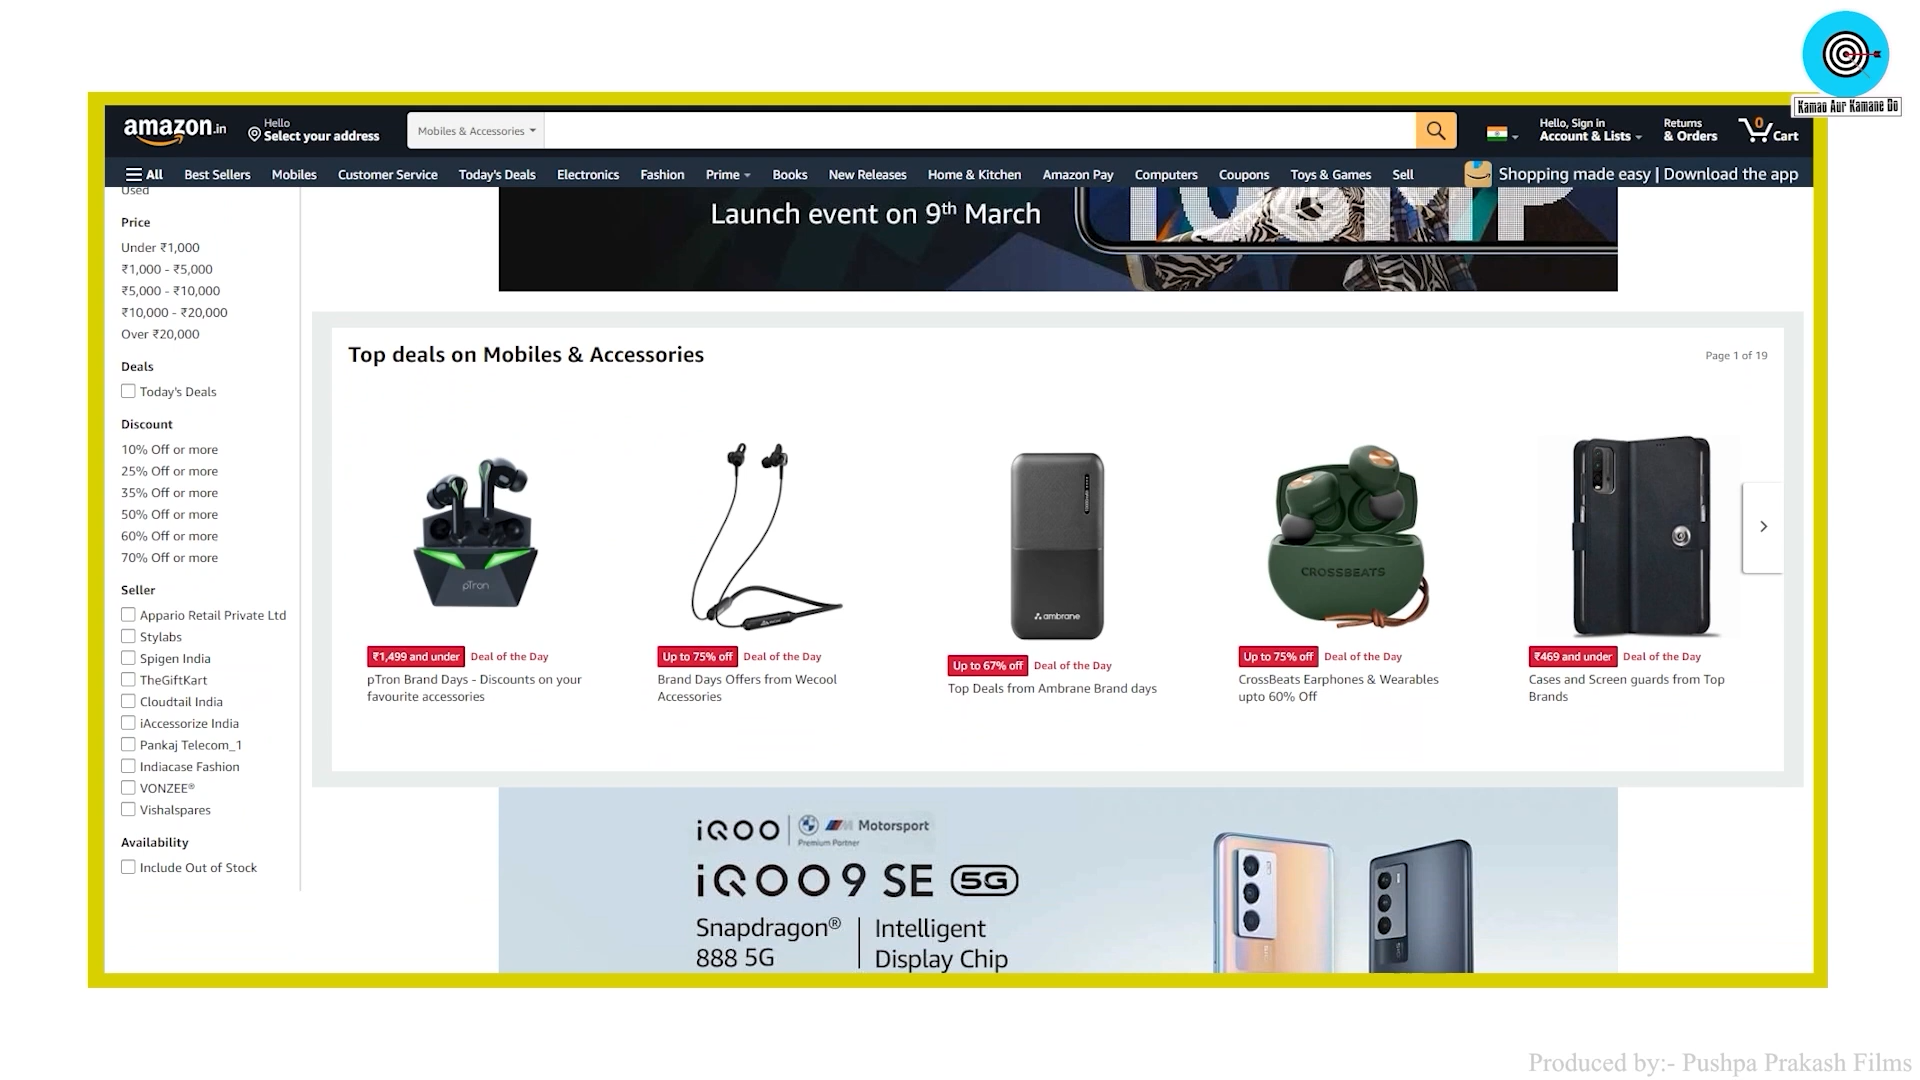 Kamao Aur Kamane Do
amazon.in
Hello
Select your address
Mobiles & Accessories
Hello, Sign in
Account & Lists
Returns
& Orders
0
Cart
All
Best Sellers
Mobiles
Customer Service
Today's Deals
Electronics
Fashion
Prime
Books
New Releases
Home & Kitchen
Amazon Pay
Computers
Coupons
Toys & Games
Sell
Shopping made easy | Download the app
Used
Price
Under ₹1,000
₹1,000 - ₹5,000
₹5,000 - ₹10,000
₹10,000 - ₹20,000
Over ₹20,000
Deals
Today's Deals
Discount
10% Off or more
25% Off or more
35% Off or more
50% Off or more
60% Off or more
70% Off or more
Seller
Appario Retail Private Ltd
Stylabs
Spigen India
TheGiftKart
Cloudtail India
iAccessorize India
Pankaj Telecom_1
Indiacase Fashion
VONZEE®
Vishalspares
Availability
Include Out of Stock
Launch event on 9th March
Top deals on Mobiles & Accessories
Page 1 of 19
pTron
ambrane
CROSSBEATS
₹1,499 and under Deal of the Day
pTron Brand Days - Discounts on your
favourite accessories
Up to 75% off Deal of the Day
Brand Days Offers from Wecool
Accessories
Up to 67% off Deal of the Day
Top Deals from Ambrane Brand days
Up to 75% off Deal of the Day
CrossBeats Earphones & Wearables
upto 60% Off
₹469 and under Deal of the Day
Cases and Screen guards from Top
Brands
iQOO
Motorsport
Premium Partner
iQOO 9 SE 5G
Snapdragon®
888 5G
Intelligent
Display Chip
Produced by:- Pushpa Prakash Films